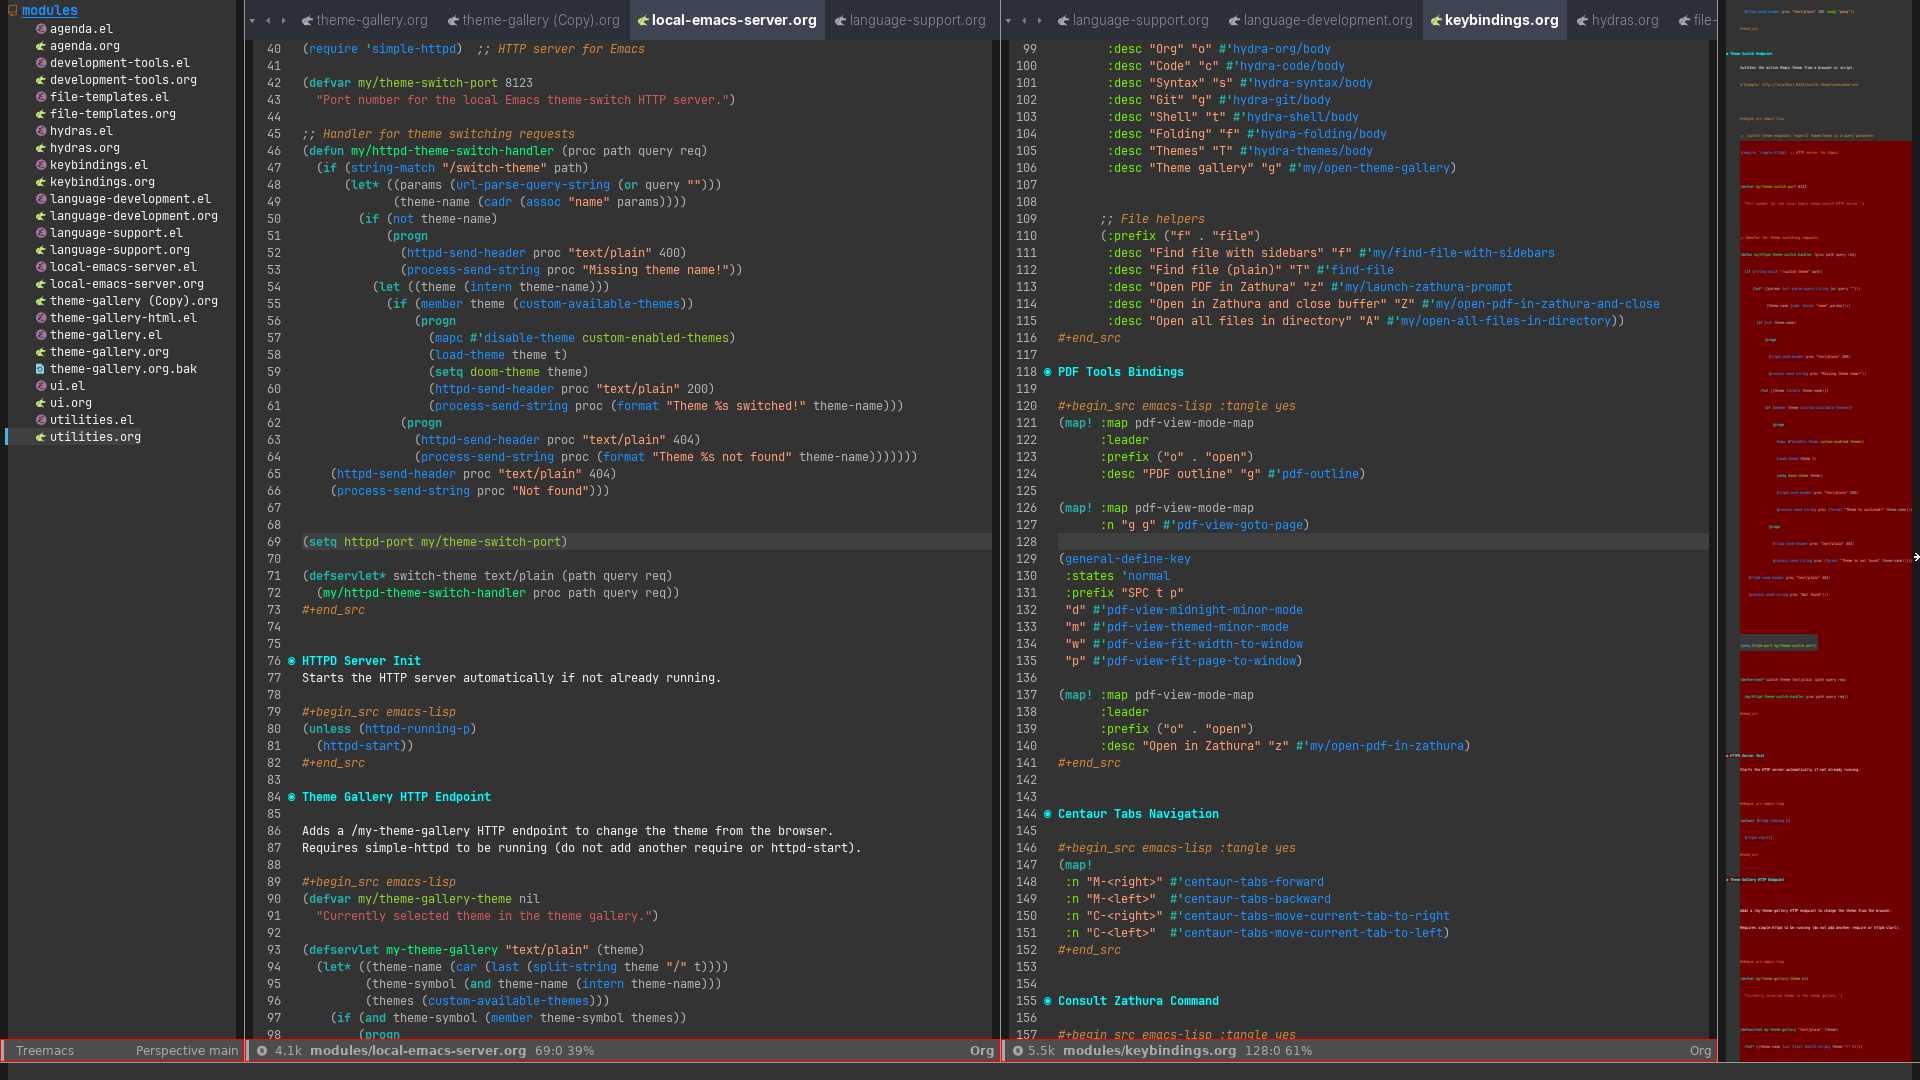 modules
agenda.el
agenda.org
development-tools.el
development-tools.org
file-templates.el
file-templates.org
hydras.el
hydras.org
keybindings.el
keybindings.org
language-development.el
language-development.org
language-support.el
language-support.org
local-emacs-server.el
local-emacs-server.org
theme-gallery (Copy).org
theme-gallery-html.el
theme-gallery.el
theme-gallery.org
theme-gallery.org.bak
ui.el
ui.org
utilities.el
utilities.org
Treemacs Perspective main
theme-gallery.org theme-gallery (Copy).org local-emacs-server.org language-support.org
40 (require 'simple-httpd)  ;; HTTP server for Emacs
41
42 (defvar my/theme-switch-port 8123
43   "Port number for the local Emacs theme-switch HTTP server.")
44
45 ;; Handler for theme switching requests
46 (defun my/httpd-theme-switch-handler (proc path query req)
47   (if (string-match "/switch-theme" path)
48       (let* ((params (url-parse-query-string (or query "")))
49              (theme-name (cadr (assoc "name" params))))
50         (if (not theme-name)
51             (progn
52               (httpd-send-header proc "text/plain" 400)
53               (process-send-string proc "Missing theme name!"))
54           (let ((theme (intern theme-name)))
55             (if (member theme (custom-available-themes))
56                 (progn
57                   (mapc #'disable-theme custom-enabled-themes)
58                   (load-theme theme t)
59                   (setq doom-theme theme)
60                   (httpd-send-header proc "text/plain" 200)
61                   (process-send-string proc (format "Theme %s switched!" theme-name)))
62               (progn
63                 (httpd-send-header proc "text/plain" 404)
64                 (process-send-string proc (format "Theme %s not found" theme-name)))))))
65     (httpd-send-header proc "text/plain" 404)
66     (process-send-string proc "Not found")))
67
68
69 (setq httpd-port my/theme-switch-port)
70
71 (defservlet* switch-theme text/plain (path query req)
72   (my/httpd-theme-switch-handler proc path query req))
73 #+end_src
74
75
76 ◉ HTTPD Server Init
77 Starts the HTTP server automatically if not already running.
78
79 #+begin_src emacs-lisp
80 (unless (httpd-running-p)
81   (httpd-start))
82 #+end_src
83
84 ◉ Theme Gallery HTTP Endpoint
85
86 Adds a /my-theme-gallery HTTP endpoint to change the theme from the browser.
87 Requires simple-httpd to be running (do not add another require or httpd-start).
88
89 #+begin_src emacs-lisp
90 (defvar my/theme-gallery-theme nil
91   "Currently selected theme in the theme gallery.")
92
93 (defservlet my-theme-gallery "text/plain" (theme)
94   (let* ((theme-name (car (last (split-string theme "/" t))))
95          (theme-symbol (and theme-name (intern theme-name)))
96          (themes (custom-available-themes)))
97     (if (and theme-symbol (member theme-symbol themes))
98         (progn
4.1k modules/local-emacs-server.org 69:0 39% Org
language-support.org language-development.org keybindings.org hydras.org file-
99        :desc "Org" "o" #'hydra-org/body
100       :desc "Code" "c" #'hydra-code/body
101       :desc "Syntax" "s" #'hydra-syntax/body
102       :desc "Git" "g" #'hydra-git/body
103       :desc "Shell" "t" #'hydra-shell/body
104       :desc "Folding" "f" #'hydra-folding/body
105       :desc "Themes" "T" #'hydra-themes/body
106       :desc "Theme gallery" "g" #'my/open-theme-gallery)
107
108
109       ;; File helpers
110       (:prefix ("f" . "file")
111       :desc "Find file with sidebars" "f" #'my/find-file-with-sidebars
112       :desc "Find file (plain)" "T" #'find-file
113       :desc "Open PDF in Zathura" "z" #'my/launch-zathura-prompt
114       :desc "Open in Zathura and close buffer" "Z" #'my/open-pdf-in-zathura-and-close
115       :desc "Open all files in directory" "A" #'my/open-all-files-in-directory))
116 #+end_src
117
118 ◉ PDF Tools Bindings
119
120 #+begin_src emacs-lisp :tangle yes
121 (map! :map pdf-view-mode-map
122       :leader
123       :prefix ("o" . "open")
124       :desc "PDF outline" "g" #'pdf-outline)
125
126 (map! :map pdf-view-mode-map
127       :n "g g" #'pdf-view-goto-page)
128
129 (general-define-key
130  :states 'normal
131  :prefix "SPC t p"
132  "d" #'pdf-view-midnight-minor-mode
133  "m" #'pdf-view-themed-minor-mode
134  "w" #'pdf-view-fit-width-to-window
135  "p" #'pdf-view-fit-page-to-window)
136
137 (map! :map pdf-view-mode-map
138       :leader
139       :prefix ("o" . "open")
140       :desc "Open in Zathura" "z" #'my/open-pdf-in-zathura)
141 #+end_src
142
143
144 ◉ Centaur Tabs Navigation
145
146 #+begin_src emacs-lisp :tangle yes
147 (map!
148  :n "M-<right>" #'centaur-tabs-forward
149  :n "M-<left>"  #'centaur-tabs-backward
150  :n "C-<right>" #'centaur-tabs-move-current-tab-to-right
151  :n "C-<left>"  #'centaur-tabs-move-current-tab-to-left)
152 #+end_src
153
154
155 ◉ Consult Zathura Command
156
157 #+begin_src emacs-lisp :tangle yes
5.5k modules/keybindings.org 128:0 61% Org